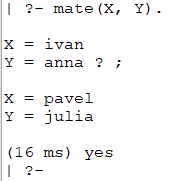 | ?- mate(X, Y).
X = ivan
Y = anna ? ;
X = pavel
Y = julia
(16 ms) yes
| ?-